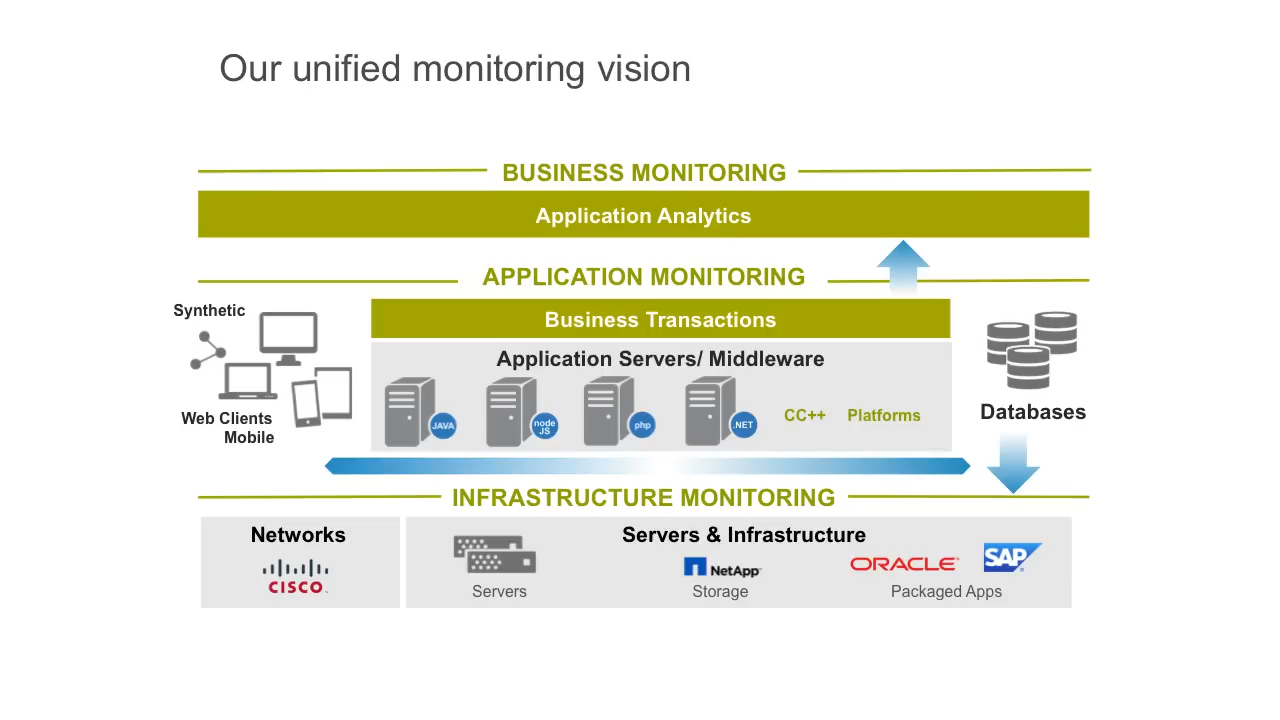 Our unified monitoring vision
BUSINESS MONITORING
Application Analytics
APPLICATION MONITORING
Synthetic
Web Clients
Mobile
Business Transactions
Application Servers/ Middleware
JAVA
node
JS
php
.NET
CC++ Platforms
Databases
INFRASTRUCTURE MONITORING
Networks
CISCO
Servers & Infrastructure
Servers
NetApp
Storage
ORACLE
SAP
Packaged Apps